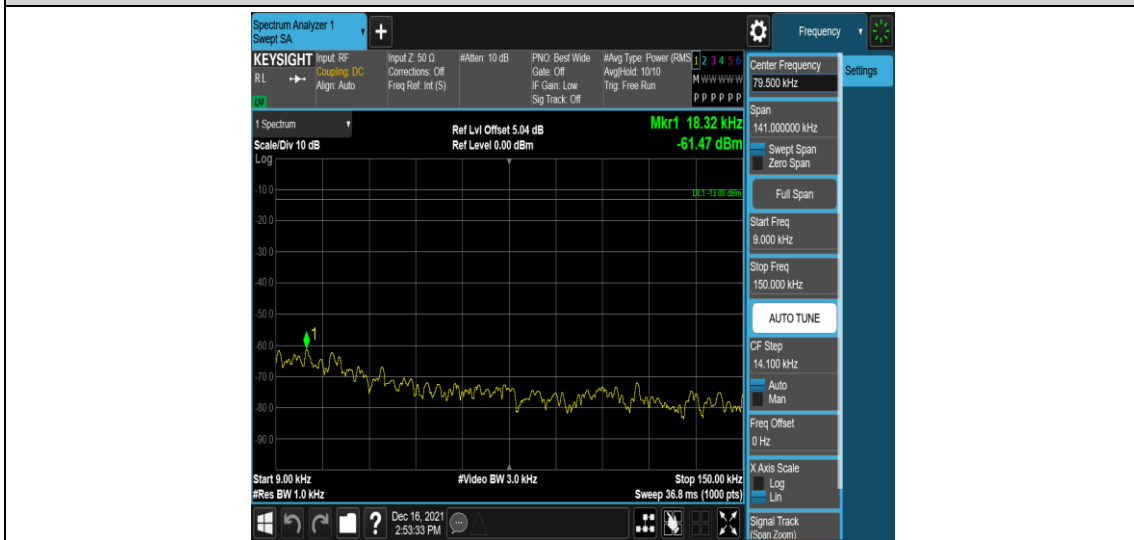 Spectrum Analyzer 1
Swept SA
+
Frequency
KEYSIGHT
RL
LXI
Input: RF
Coupling: DC
Align: Auto
Input Z: 50 Ω
Corrections: Off
Freq Ref: Int (S)
#Atten: 10 dB
PNO: Best Wide
Gate: Off
IF Gain: Low
Sig Track: Off
#Avg Type: Power (RMS
Avg|Hold: 10/10
Trig: Free Run
1 2 3 4 5 6
M W W W W W
P P P P P P
1 Spectrum
Scale/Div 10 dB
Log
Ref Lvl Offset 5.04 dB
Ref Level 0.00 dBm
Mkr1 18.32 kHz
-61.47 dBm
DL1 -13.00 dBm
-10.0
-20.0
-30.0
-40.0
-50.0
-60.0
-70.0
-80.0
-90.0
1
Start 9.00 kHz
#Res BW 1.0 kHz
#Video BW 3.0 kHz
Stop 150.00 kHz
Sweep 36.8 ms (1000 pts)
Center Frequency
79.500 kHz
Settings
Span
141.000000 kHz
Swept Span
Zero Span
Full Span
Start Freq
9.000 kHz
Stop Freq
150.000 kHz
AUTO TUNE
CF Step
14.100 kHz
Auto
Man
Freq Offset
0 Hz
X Axis Scale
Log
Lin
Signal Track
(Span Zoom)
?
Dec 16, 2021
2:53:33 PM